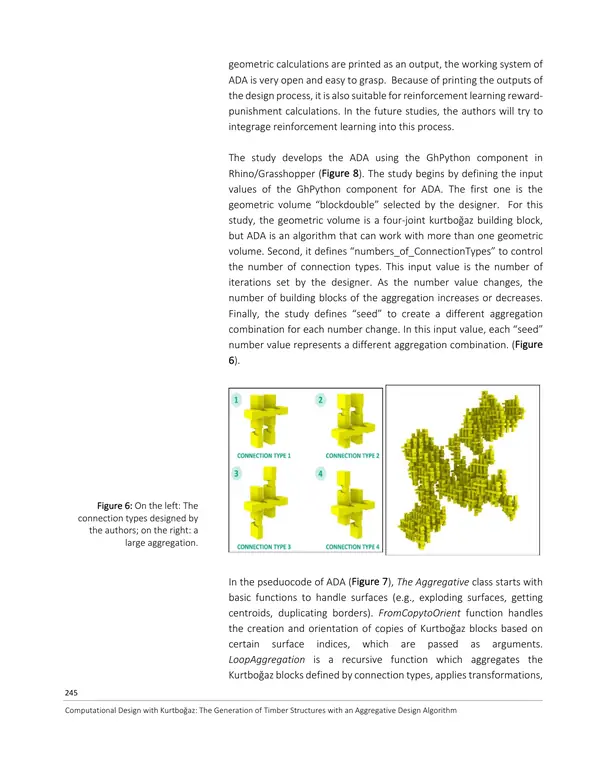 geometric calculations are printed as an output, the working system of
ADA is very open and easy to grasp.  Because of printing the outputs of
the design process, it is also suitable for reinforcement learning reward-
punishment calculations. In the future studies, the authors will try to
integrage reinforcement learning into this process.
The study develops the ADA using the GhPython component in
Rhino/Grasshopper (Figure 8). The study begins by defining the input
values of the GhPython component for ADA. The first one is the
geometric volume “blockdouble” selected by the designer.  For this
study, the geometric volume is a four-joint kurtboğaz building block,
but ADA is an algorithm that can work with more than one geometric
volume. Second, it defines “numbers_of_ConnectionTypes” to control
the number of connection types. This input value is the number of
iterations set by the designer. As the number value changes, the
number of building blocks of the aggregation increases or decreases.
Finally, the study defines “seed” to create a different aggregation
combination for each number change. In this input value, each “seed”
number value represents a different aggregation combination. (Figure
6).
1
CONNECTION TYPE 1
2
CONNECTION TYPE 2
3
CONNECTION TYPE 3
4
CONNECTION TYPE 4
Figure 6: On the left: The
connection types designed by
the authors; on the right: a
large aggregation.
In the pseduocode of ADA (Figure 7), The Aggregative class starts with
basic functions to handle surfaces (e.g., exploding surfaces, getting
centroids, duplicating borders). FromCopytoOrient function handles
the creation and orientation of copies of Kurtboğaz blocks based on
certain surface indices, which are passed as arguments.
LoopAggregation is a recursive function which aggregates the
Kurtboğaz blocks defined by connection types, applies transformations,
245
Computational Design with Kurtboğaz: The Generation of Timber Structures with an Aggregative Design Algorithm